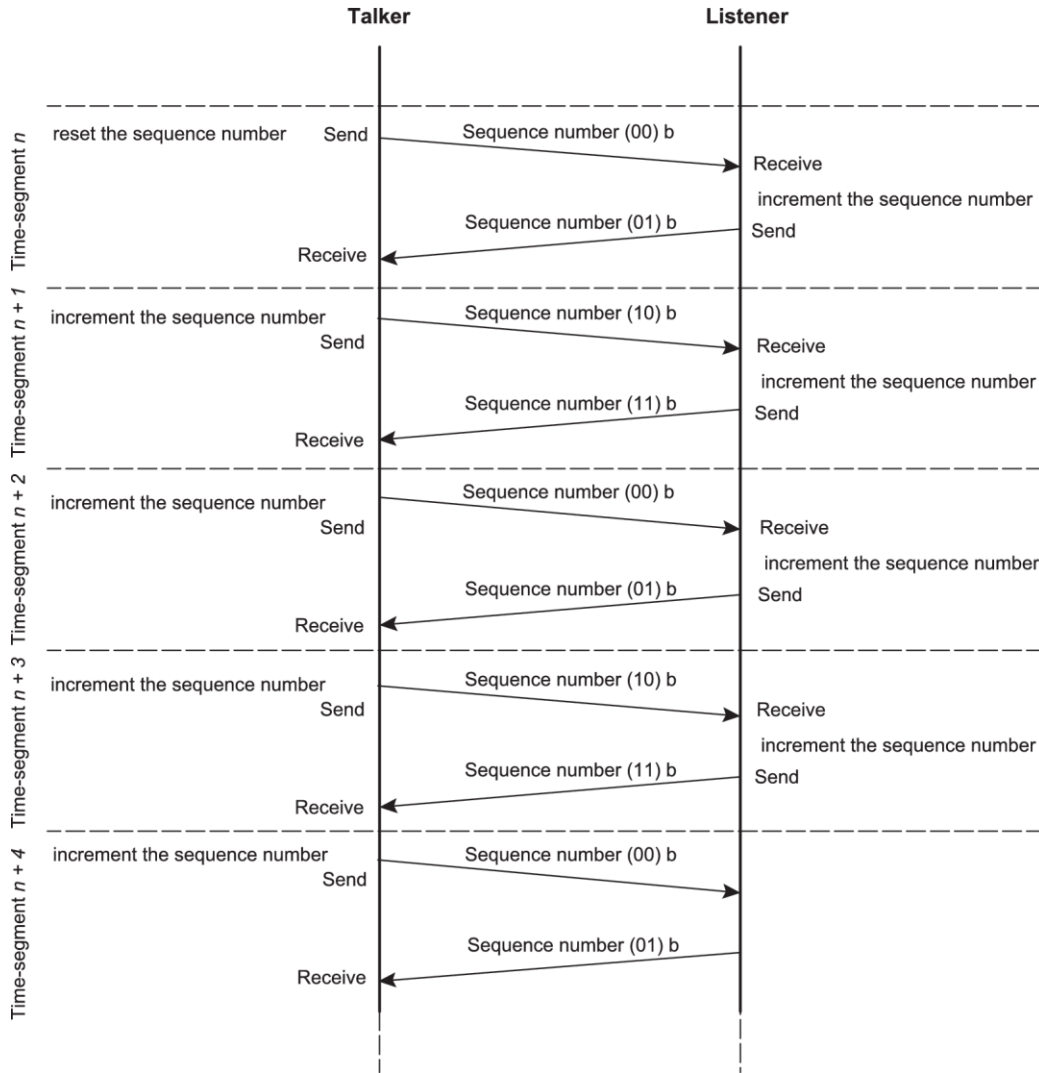 Talker
Listener
Time-segment n
reset the sequence number
Send
Sequence number (00) b
Receive
increment the sequence number
Sequence number (01) b
Send
Receive
Time-segment n + 1
increment the sequence number
Sequence number (10) b
Send
Receive
increment the sequence number
Sequence number (11) b
Send
Receive
Time-segment n + 2
increment the sequence number
Sequence number (00) b
Send
Receive
increment the sequence number
Sequence number (01) b
Send
Receive
Time-segment n + 3
increment the sequence number
Sequence number (10) b
Send
Receive
increment the sequence number
Sequence number (11) b
Send
Receive
Time-segment n + 4
increment the sequence number
Sequence number (00) b
Send
Sequence number (01) b
Receive